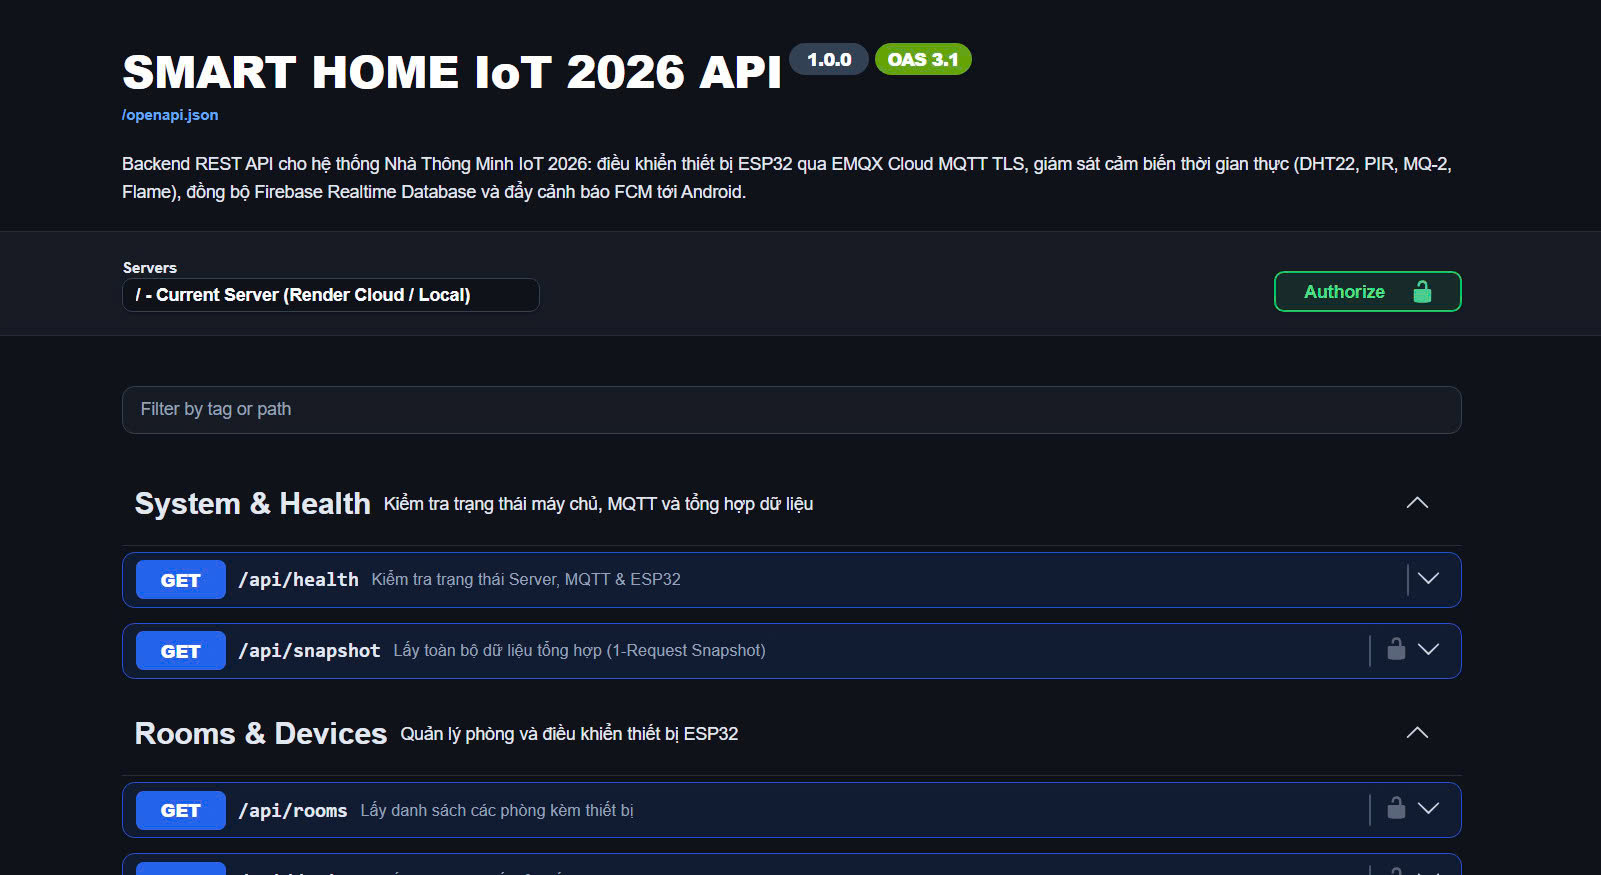 SMART HOME IoT 2026 API 1.0.0 OAS 3.1
/openapi.json
Backend REST API cho hệ thống Nhà Thông Minh IoT 2026: điều khiển thiết bị ESP32 qua EMQX Cloud MQTT TLS, giám sát cảm biến thời gian thực (DHT22, PIR, MQ-2,
Flame), đồng bộ Firebase Realtime Database và đẩy cảnh báo FCM tới Android.
Servers
/ - Current Server (Render Cloud / Local)
Authorize
Filter by tag or path
System & Health Kiểm tra trạng thái máy chủ, MQTT và tổng hợp dữ liệu
GET /api/health Kiểm tra trạng thái Server, MQTT & ESP32
GET /api/snapshot Lấy toàn bộ dữ liệu tổng hợp (1-Request Snapshot)
Rooms & Devices Quản lý phòng và điều khiển thiết bị ESP32
GET /api/rooms Lấy danh sách các phòng kèm thiết bị